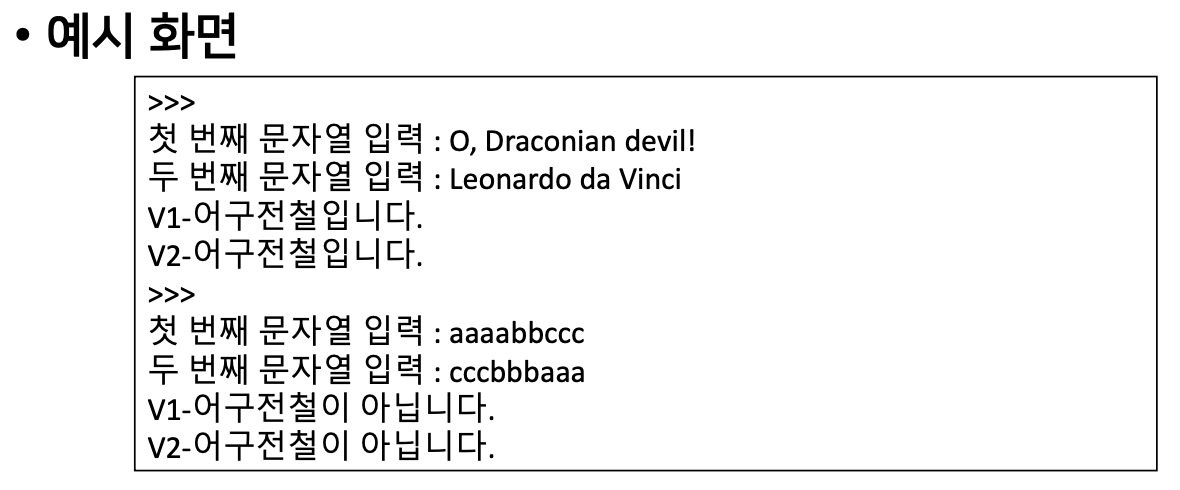 • 예시 화면
>>>
첫 번째 문자열 입력 : O, Draconian devil!
두 번째 문자열 입력 : Leonardo da Vinci
V1-어구전철입니다.
V2-어구전철입니다.
>>>
첫 번째 문자열 입력 : aaaabbccc
두 번째 문자열 입력 : cccbbbaaa
V1-어구전철이 아닙니다.
V2-어구전철이 아닙니다.